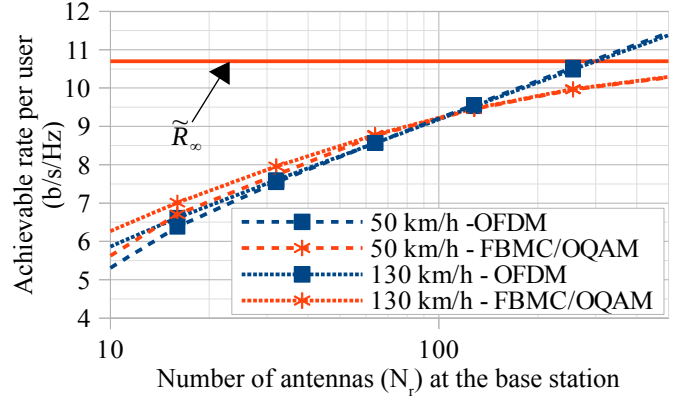 Achievable rate per user
(b/s/Hz)
12
11
10
9
8
7
6
5
4
R̃∞
50 km/h -OFDM
50 km/h - FBMC/OQAM
130 km/h - OFDM
130 km/h - FBMC/OQAM
10
100
Number of antennas (Nr) at the base station